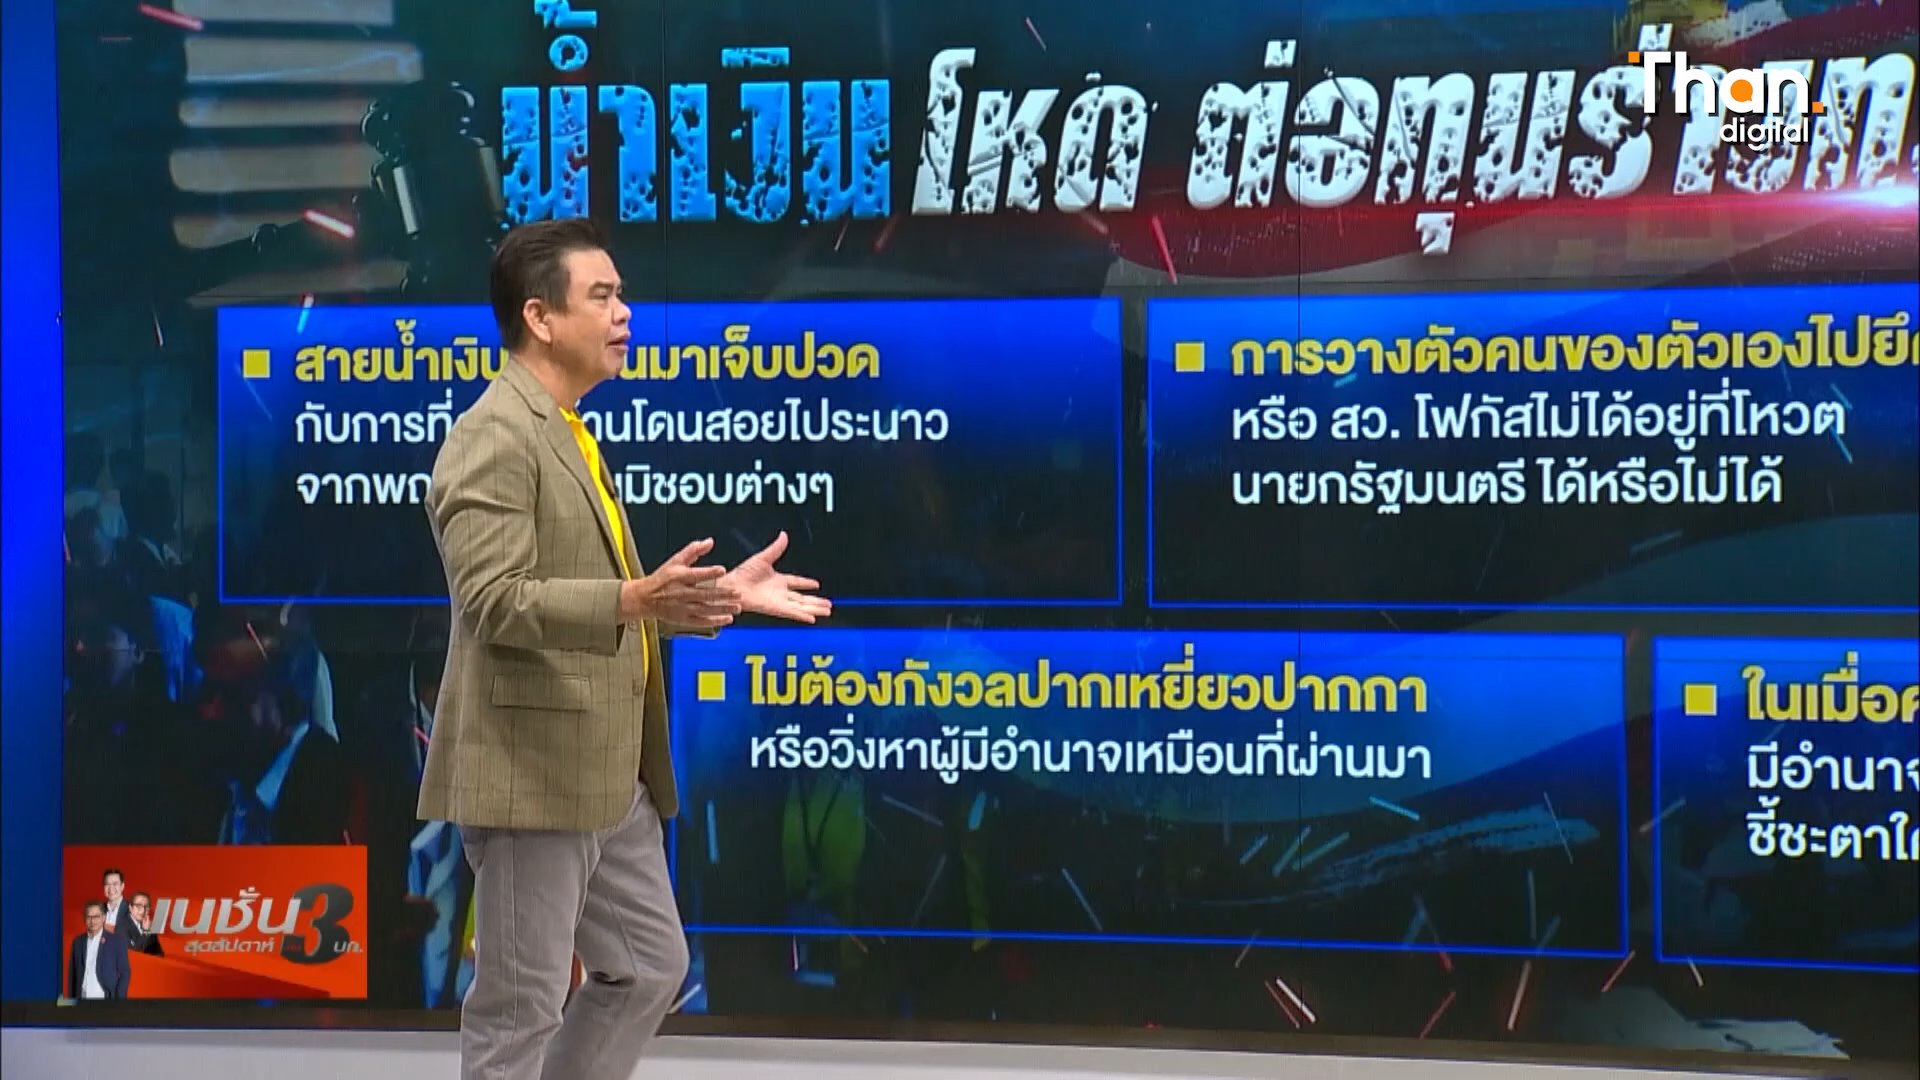 น้ำเงินโหด ต่อทุนร้าย
Than.
digital
สายน้ำเงิน
นมาเจ็บปวด
กับการที่
านโดนสอยไประนาว
จากพฤ
มิชอบต่างๆ
การวางตัวคนของตัวเองไปยึด
หรือ สว. โฟกัสไม่ได้อยู่ที่โหวต
นายกรัฐมนตรี ได้หรือไม่ได้
ไม่ต้องกังวลปากเหยี่ยวปากกา
หรือวิ่งหาผู้มีอำนาจเหมือนที่ผ่านมา
ในเมื่อ
มีอำนาจ
ชี้ชะตา
เนชั่น
สุดสัปดาห์ 3 บก.